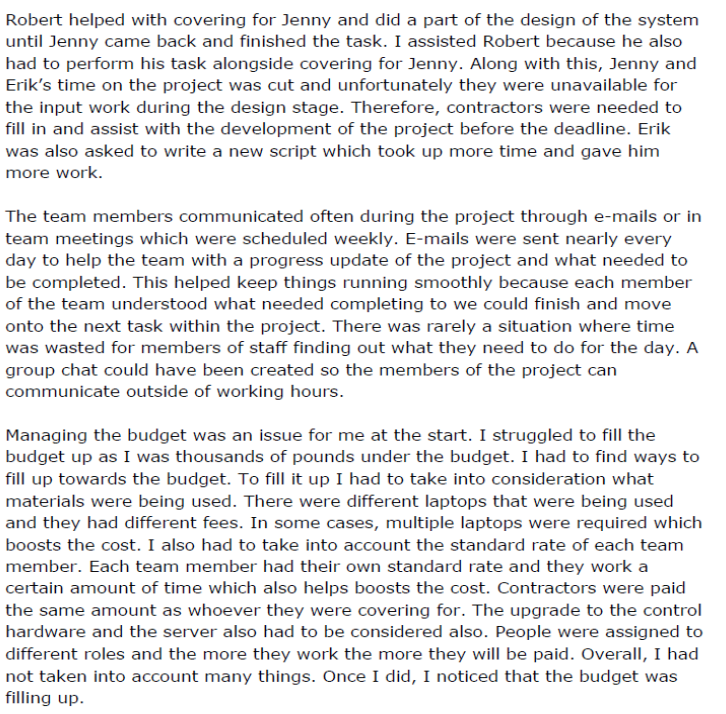 Robert helped with covering for Jenny and did a part of the design of the system
until Jenny came back and finished the task. I assisted Robert because he also
had to perform his task alongside covering for Jenny. Along with this, Jenny and
Erik’s time on the project was cut and unfortunately they were unavailable for
the input work during the design stage. Therefore, contractors were needed to
fill in and assist with the development of the project before the deadline. Erik
was also asked to write a new script which took up more time and gave him
more work.

The team members communicated often during the project through e-mails or in
team meetings which were scheduled weekly. E-mails were sent nearly every
day to help the team with a progress update of the project and what needed to
be completed. This helped keep things running smoothly because each member
of the team understood what needed completing to we could finish and move
onto the next task within the project. There was rarely a situation where time
was wasted for members of staff finding out what they need to do for the day. A
group chat could have been created so the members of the project can
communicate outside of working hours.

Managing the budget was an issue for me at the start. I struggled to fill the
budget up as I was thousands of pounds under the budget. I had to find ways to
fill up towards the budget. To fill it up I had to take into consideration what
materials were being used. There were different laptops that were being used
and they had different fees. In some cases, multiple laptops were required which
boosts the cost. I also had to take into account the standard rate of each team
member. Each team member had their own standard rate and they work a
certain amount of time which also helps boosts the cost. Contractors were paid
the same amount as whoever they were covering for. The upgrade to the control
hardware and the server also had to be considered also. People were assigned to
different roles and the more they work the more they will be paid. Overall, I had
not taken into account many things. Once I did, I noticed that the budget was
filling up.